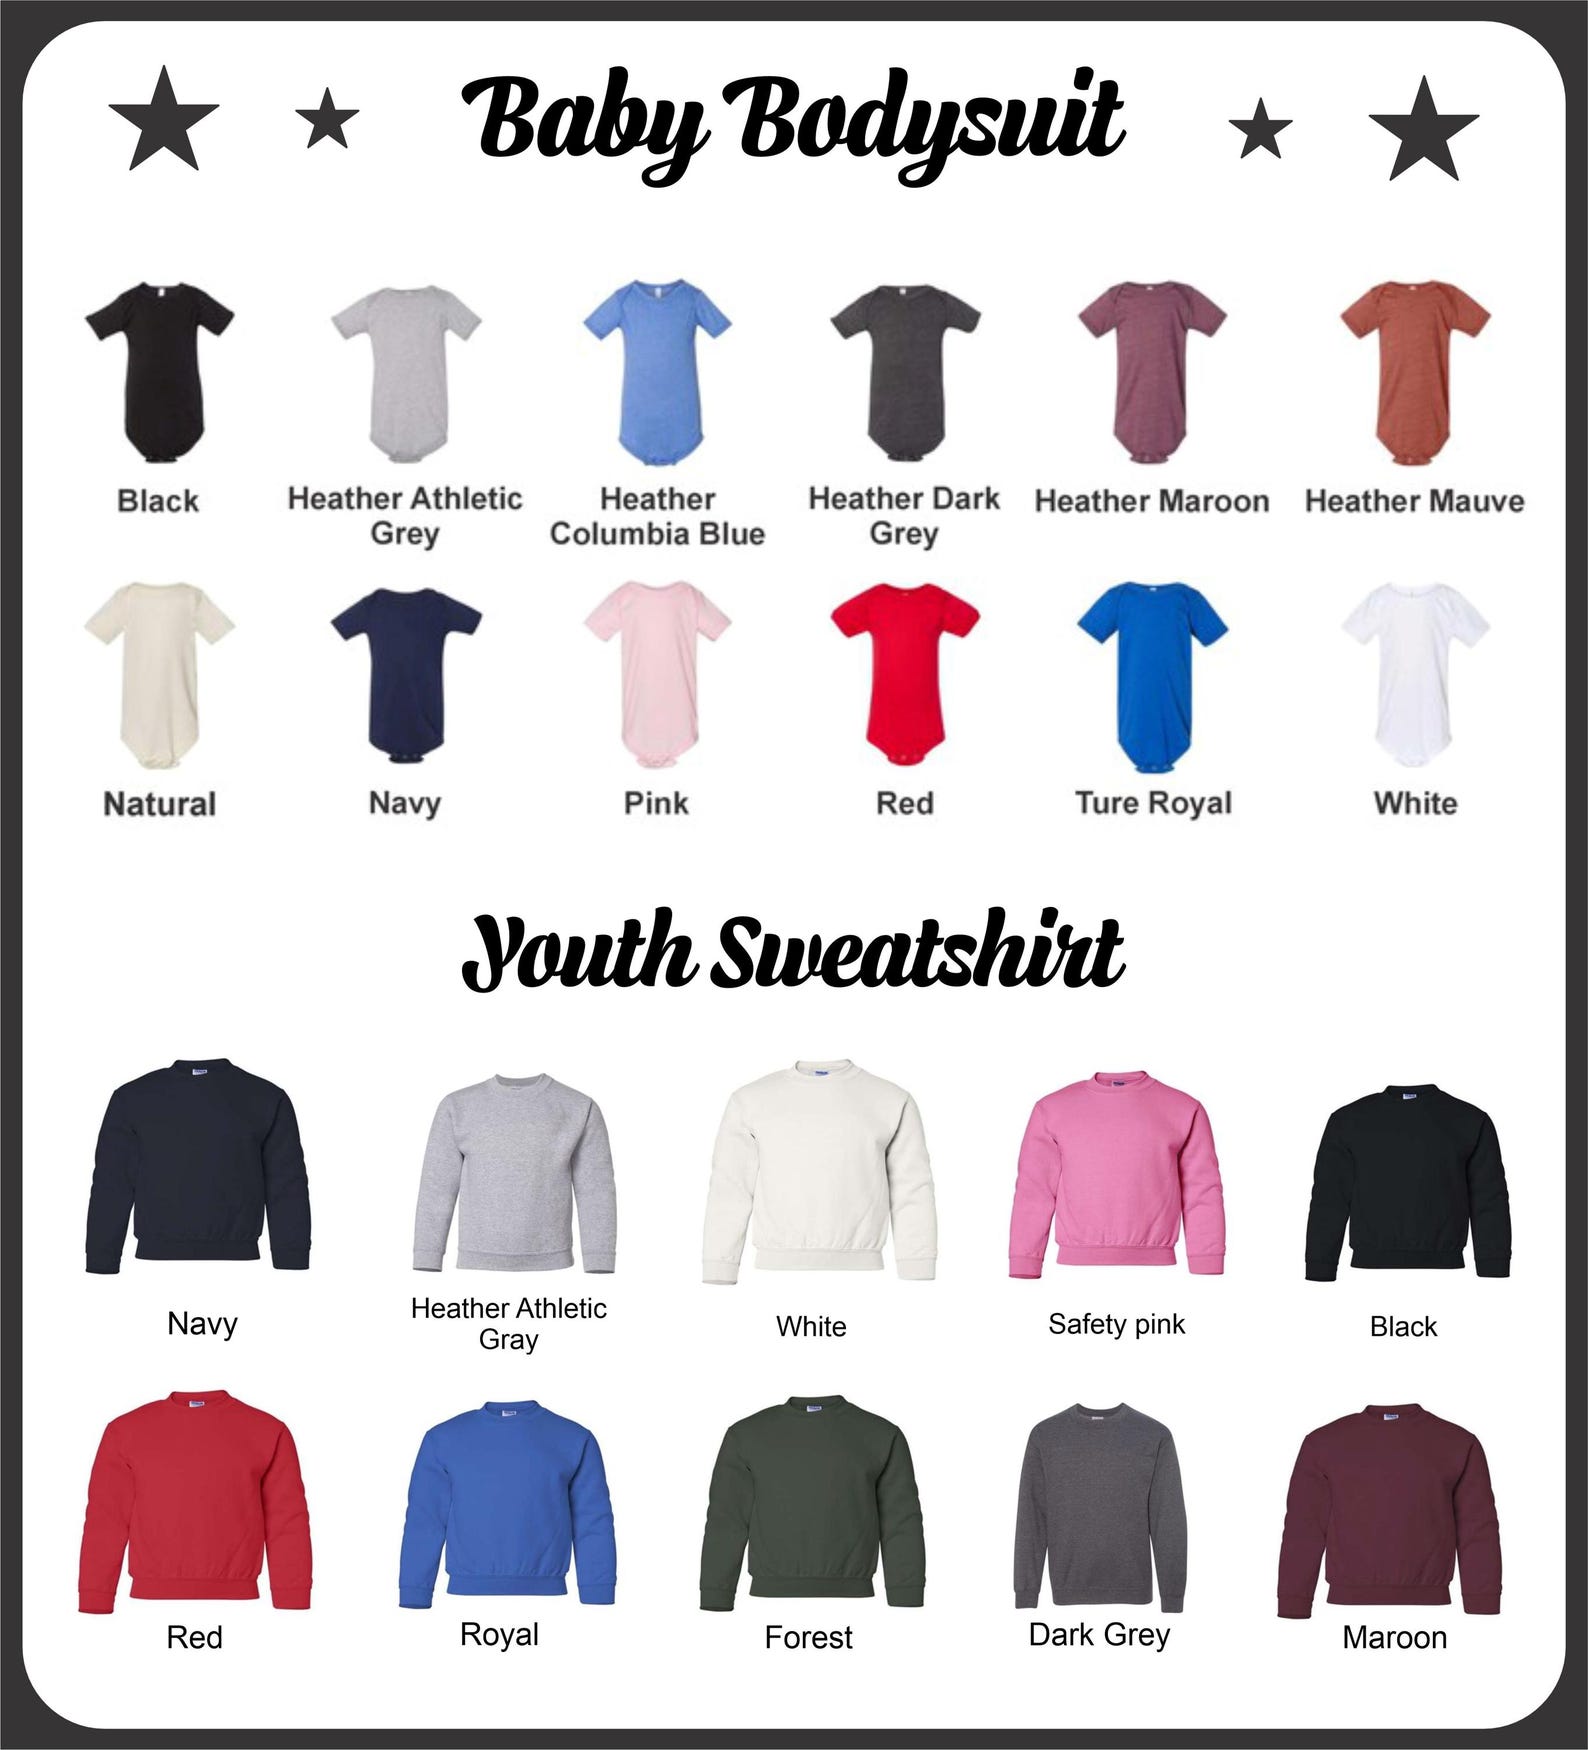 Baby Bodysuit
Black
Heather Athletic
Grey
Heather
Columbia Blue
Heather Dark
Grey
Heather Maroon
Heather Mauve
Natural
Navy
Pink
Red
Ture Royal
White
Youth Sweatshirt
Navy
Heather Athletic
Gray
White
Safety pink
Black
Red
Royal
Forest
Dark Grey
Maroon